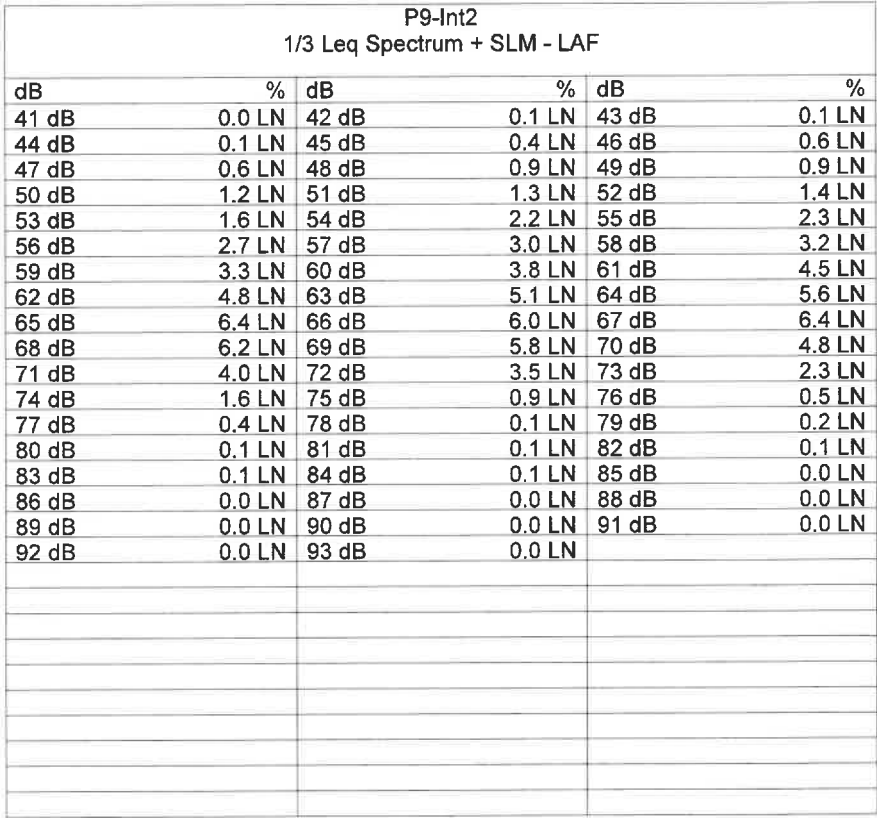 P9-Int2
1/3 Leq Spectrum + SLM - LAF
dB % dB % dB %
41 dB 0.0 LN 42 dB 0.1 LN 43 dB 0.1 LN
44 dB 0.1 LN 45 dB 0.4 LN 46 dB 0.6 LN
47 dB 0.6 LN 48 dB 0.9 LN 49 dB 0.9 LN
50 dB 1.2 LN 51 dB 1.3 LN 52 dB 1.4 LN
53 dB 1.6 LN 54 dB 2.2 LN 55 dB 2.3 LN
56 dB 2.7 LN 57 dB 3.0 LN 58 dB 3.2 LN
59 dB 3.3 LN 60 dB 3.8 LN 61 dB 4.5 LN
62 dB 4.8 LN 63 dB 5.1 LN 64 dB 5.6 LN
65 dB 6.4 LN 66 dB 6.0 LN 67 dB 6.4 LN
68 dB 6.2 LN 69 dB 5.8 LN 70 dB 4.8 LN
71 dB 4.0 LN 72 dB 3.5 LN 73 dB 2.3 LN
74 dB 1.6 LN 75 dB 0.9 LN 76 dB 0.5 LN
77 dB 0.4 LN 78 dB 0.1 LN 79 dB 0.2 LN
80 dB 0.1 LN 81 dB 0.1 LN 82 dB 0.1 LN
83 dB 0.1 LN 84 dB 0.1 LN 85 dB 0.0 LN
86 dB 0.0 LN 87 dB 0.0 LN 88 dB 0.0 LN
89 dB 0.0 LN 90 dB 0.0 LN 91 dB 0.0 LN
92 dB 0.0 LN 93 dB 0.0 LN